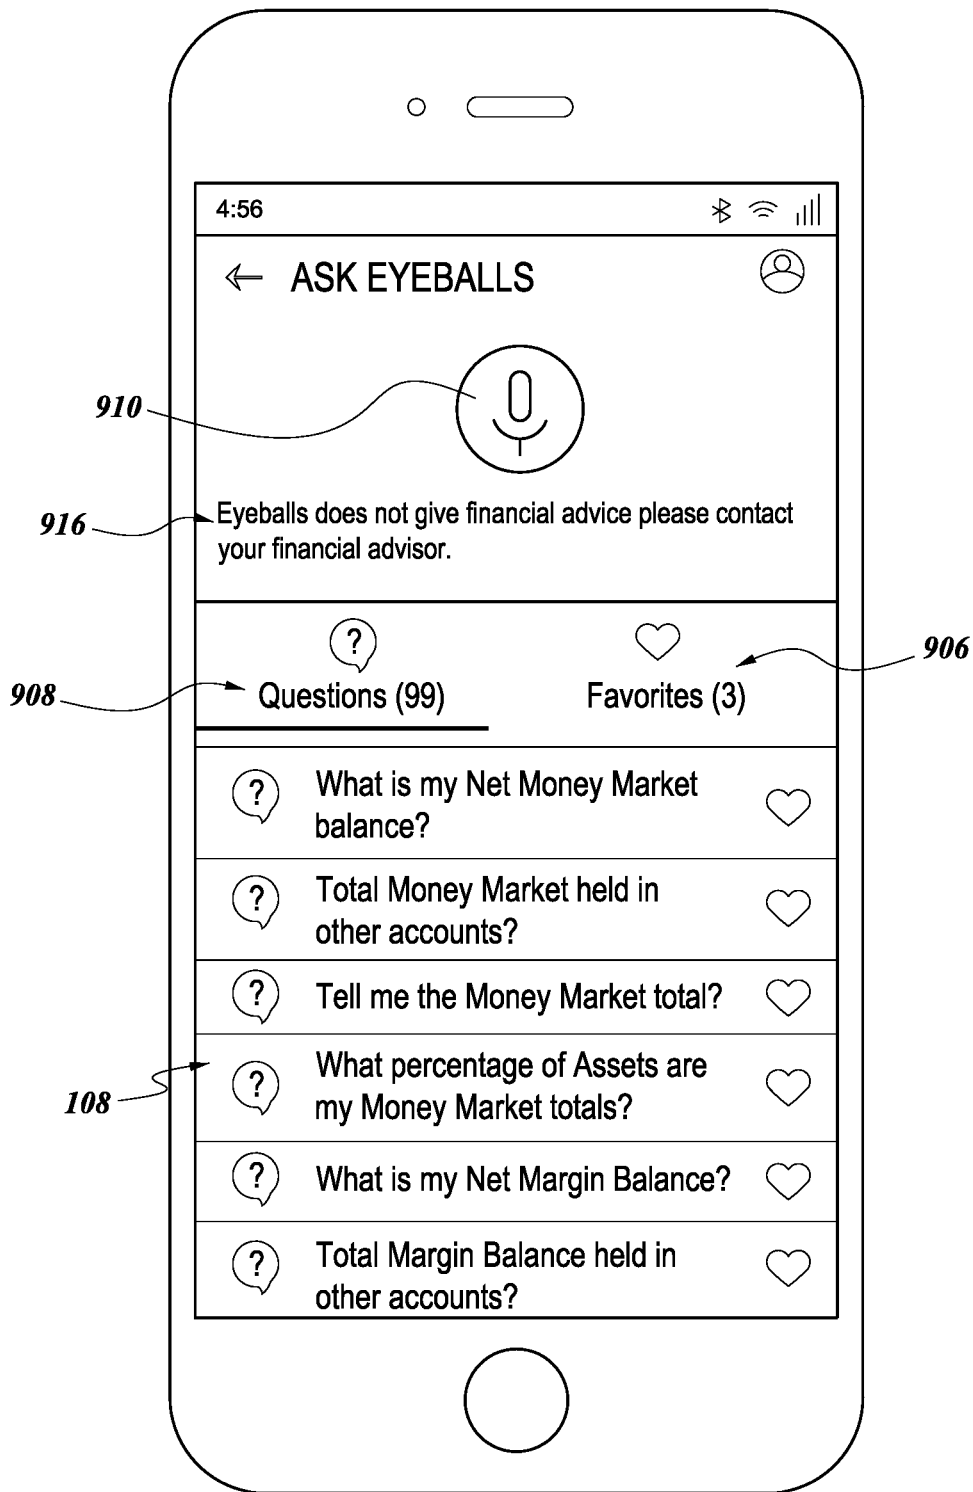 4:56
ASK EYEBALLS
910
916
Eyeballs does not give financial advice please contact
your financial advisor.
?
906
908
Questions (99)
Favorites (3)
?
What is my Net Money Market
balance?
?
Total Money Market held in
other accounts?
?
Tell me the Money Market total?
108
?
What percentage of Assets are
my Money Market totals?
?
What is my Net Margin Balance?
?
Total Margin Balance held in
other accounts?